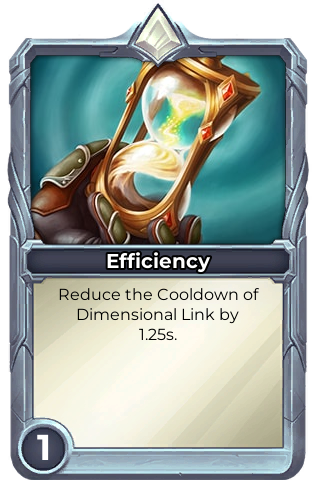 Efficiency
Reduce the Cooldown of
Dimensional Link by
1.25s.
1